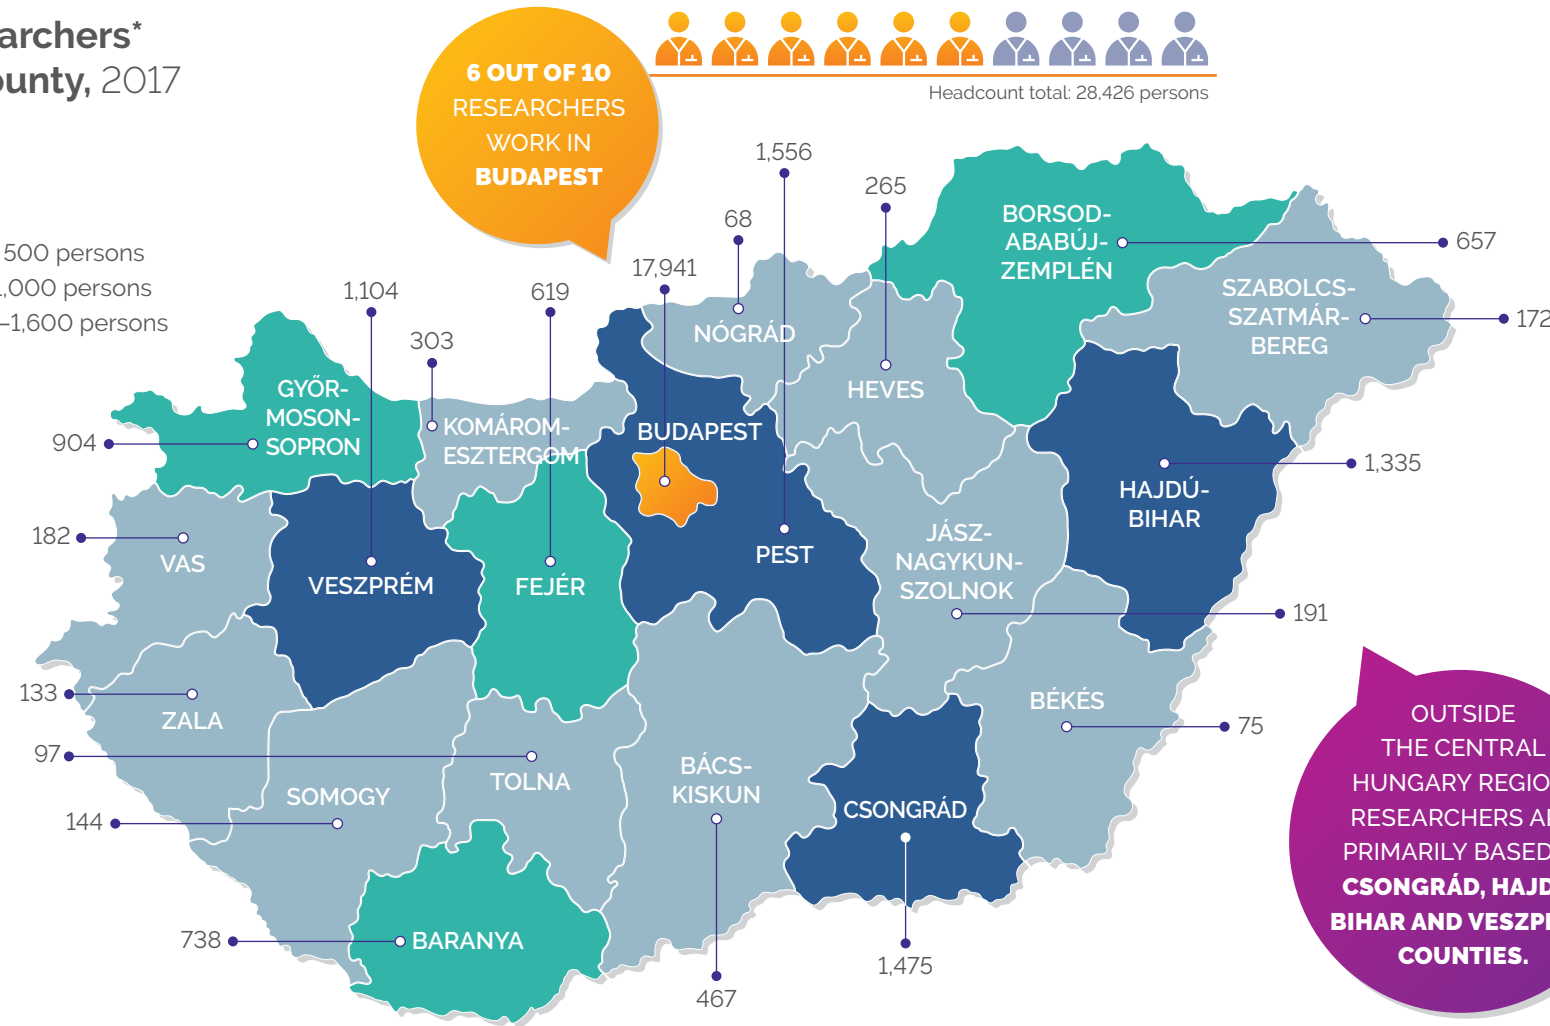 archers*
ounty, 2017
6 OUT OF 10
RESEARCHERS
WORK IN
BUDAPEST
Headcount total: 28,426 persons
500 persons
1,000 persons
–1,600 persons
1,556
265
68
17,941
1,104
619
303
BORSOD-
ABABÚJ-
ZEMPLÉN
657
SZABOLCS-
SZATMÁR-
BEREG
172
NÓGRÁD
HEVES
GYŐR-
MOSON-
SOPRON
904
KOMÁROM-
ESZTERGOM
BUDAPEST
HAJDÚ-
BIHAR
1,335
182
VAS
VESZPRÉM
FEJÉR
PEST
JÁSZ-
NAGYKUN-
SZOLNOK
191
133
ZALA
97
TOLNA
BÉKÉS
75
144
SOMOGY
BÁCS-
KISKUN
CSONGRÁD
738
BARANYA
467
1,475
OUTSIDE
THE CENTRAL
HUNGARY REGIO
RESEARCHERS A
PRIMARILY BASED
CSONGRÁD, HAJD
BIHAR AND VESZP
COUNTIES.